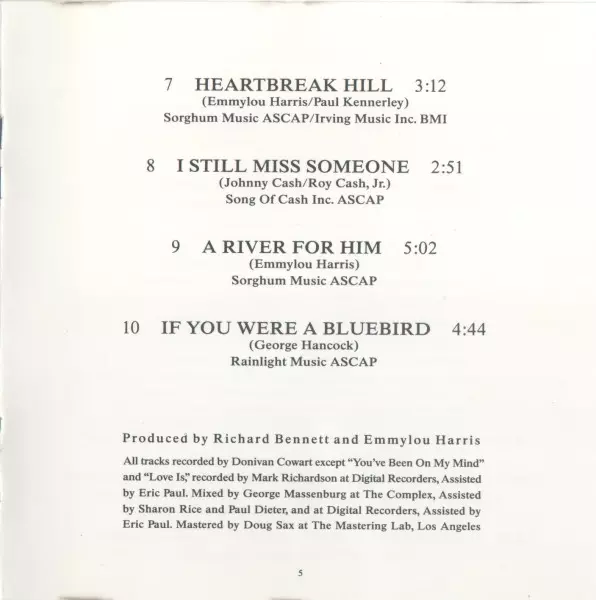 7 HEARTBREAK HILL 3:12
(Emmylou Harris/Paul Kennerley)
Sorghum Music ASCAP/Irving Music Inc. BMI
8 I STILL MISS SOMEONE 2:51
(Johnny Cash/Roy Cash, Jr.)
Song Of Cash Inc. ASCAP
9 A RIVER FOR HIM 5:02
(Emmylou Harris)
Sorghum Music ASCAP
10 IF YOU WERE A BLUEBIRD 4:44
(George Hancock)
Rainlight Music ASCAP
Produced by Richard Bennett and Emmylou Harris
All tracks recorded by Donivan Cowart except “You’ve Been On My Mind”
and “Love Is,” recorded by Mark Richardson at Digital Recorders, Assisted
by Eric Paul. Mixed by George Massenburg at The Complex, Assisted
by Sharon Rice and Paul Dieter, and at Digital Recorders, Assisted by
Eric Paul. Mastered by Doug Sax at The Mastering Lab, Los Angeles
5